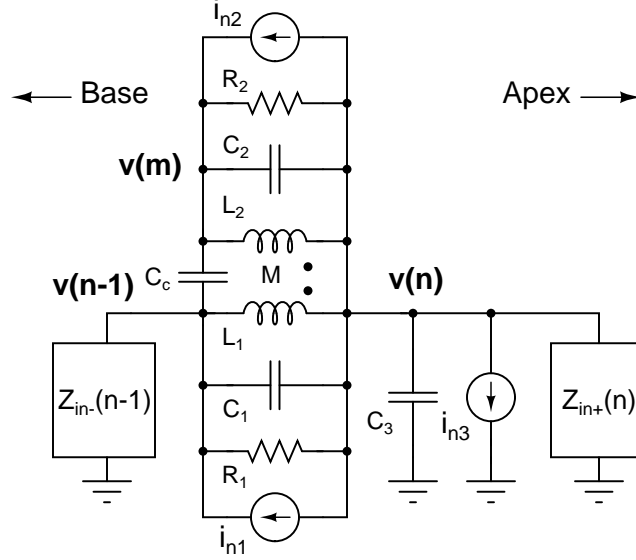 i_n2
Base
Apex
R_2
C_2
v(m)
L_2
C_c
M
v(n-1)
v(n)
L_1
Z_in-(n-1)
C_1
C_3
i_n3
Z_in+(n)
R_1
i_n1